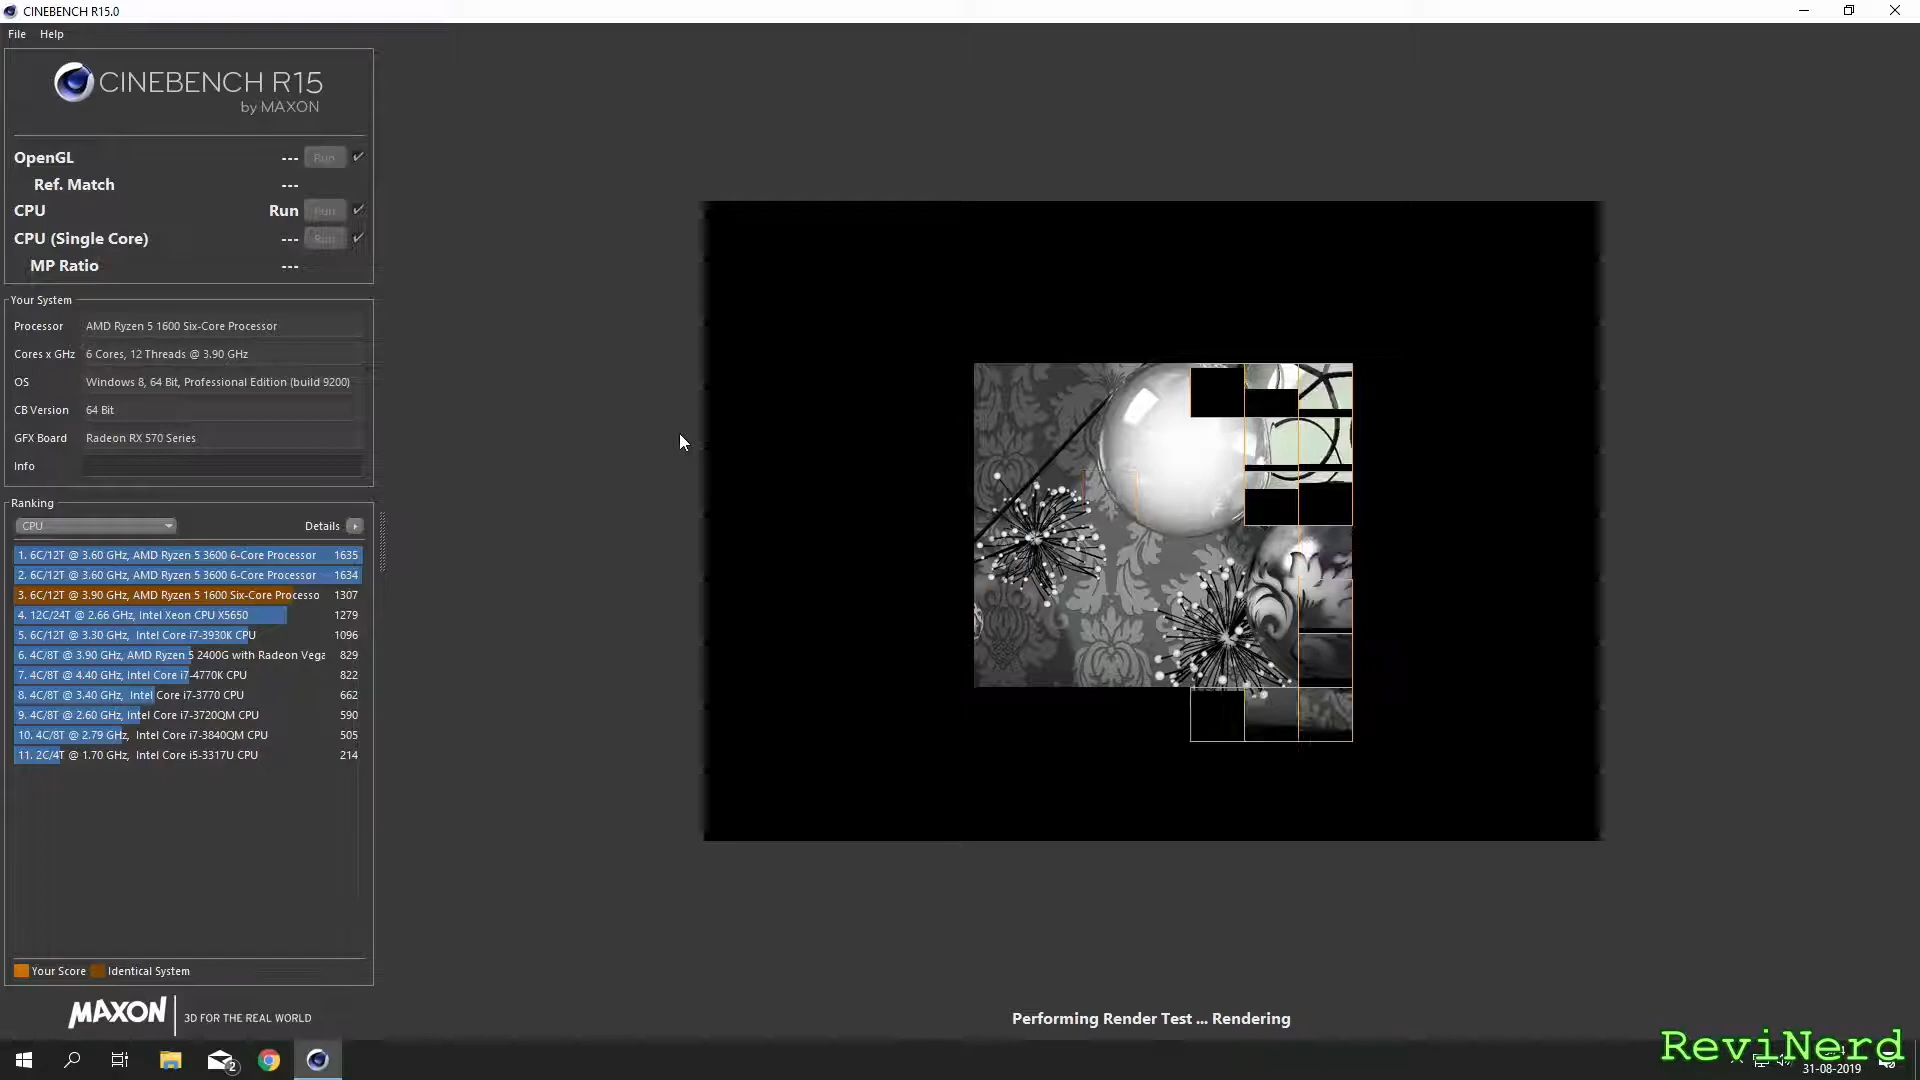 CINEBENCH R15.0
File Help
CINEBENCH R15
by MAXON
OpenGL --- Run
Ref. Match ---
CPU Run Run
CPU (Single Core) --- Run
MP Ratio ---
Your System
Processor AMD Ryzen 5 1600 Six-Core Processor
Cores x GHz 6 Cores, 12 Threads @ 3.90 GHz
OS Windows 8, 64 Bit, Professional Edition (build 9200)
CB Version 64 Bit
GFX Board Radeon RX 570 Series
Info
Ranking
CPU Details
1. 6C/12T @ 3.60 GHz, AMD Ryzen 5 3600 6-Core Processor 1635
2. 6C/12T @ 3.60 GHz, AMD Ryzen 5 3600 6-Core Processor 1634
3. 6C/12T @ 3.90 GHz, AMD Ryzen 5 1600 Six-Core Processo 1307
4. 12C/24T @ 2.66 GHz, Intel Xeon CPU X5650 1279
5. 6C/12T @ 3.30 GHz, Intel Core i7-3930K CPU 1096
6. 4C/8T @ 3.90 GHz, AMD Ryzen 5 2400G with Radeon Vega 829
7. 4C/8T @ 4.40 GHz, Intel Core i7-4770K CPU 822
8. 4C/8T @ 3.40 GHz, Intel Core i7-3770 CPU 662
9. 4C/8T @ 2.60 GHz, Intel Core i7-3720QM CPU 590
10. 4C/8T @ 2.79 GHz, Intel Core i7-3840QM CPU 505
11. 2C/4T @ 1.70 GHz, Intel Core i5-3317U CPU 214
Your Score Identical System
MAXON 3D FOR THE REAL WORLD
Performing Render Test ... Rendering
2
ReviNerd
31-08-2019